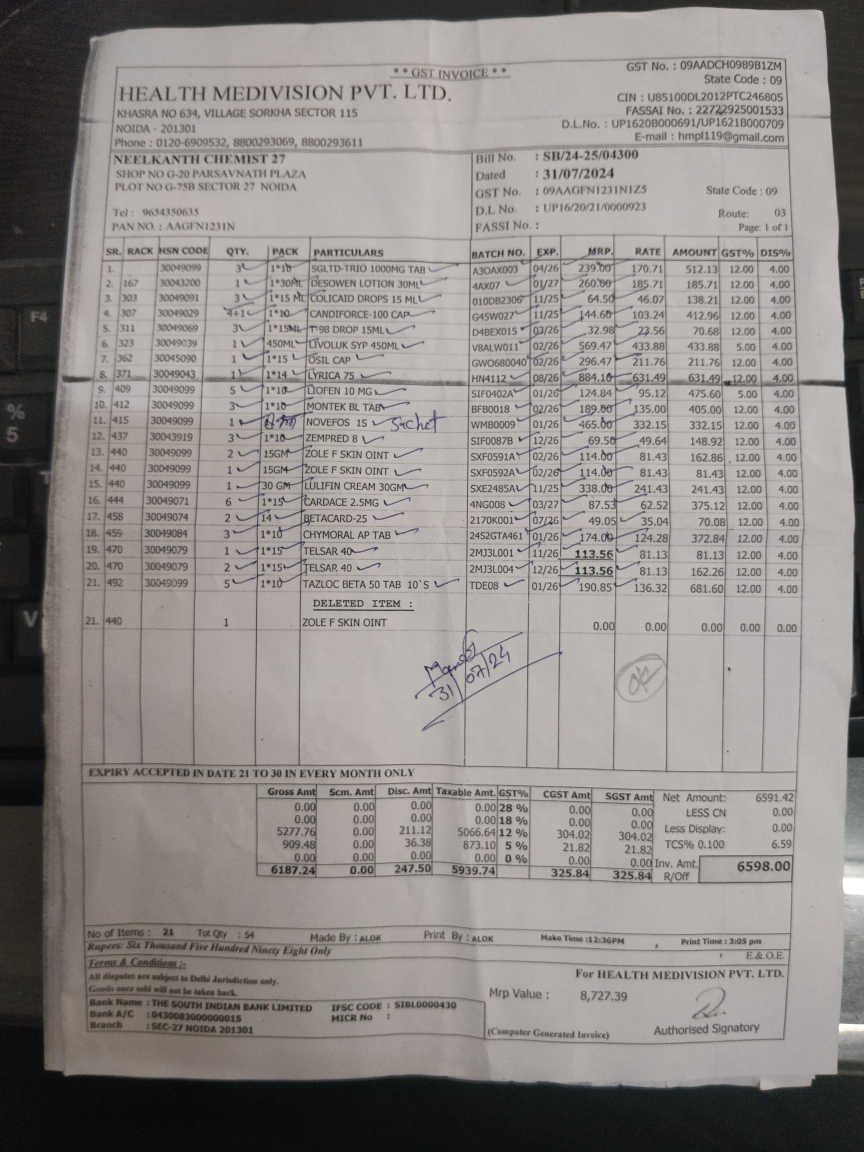 **GST INVOICE**
GST No. : 09AADCH0989B1ZM
State Code : 09
HEALTH MEDIVISION PVT. LTD.
CIN : U85100DL2012PTC246805
KHASRA NO 634, VILLAGE SORKHA SECTOR 115
FASSAI No. : 22722925001533
NOIDA - 201301
D.L.No. : UP1620B000691/UP1621B000709
Phone : 0120-6909532, 8800293069, 8800293611
E-mail : hmpl119@gmail.com
NEELKANTH CHEMIST 27
Bill No. : SB/24-25/04300
SHOP NO G-20 PARSAVNATH PLAZA
Dated : 31/07/2024
PLOT NO G-75B SECTOR 27 NOIDA
GST No. : 09AAGFN1231N1Z5 State Code : 09
Tel : 9654350635
D.L No. : UP16/20/21/0000923 Route: 03
PAN NO. : AAGFN1231N
FASSI No. : Page: 1 of 1
SR. RACK HSN CODE QTY. PACK PARTICULARS BATCH NO. EXP. MRP. RATE AMOUNT GST% DIS%
1. 30049099 3 1*10 SGLTD-TRIO 1000MG TAB A3DAX003 04/26 239.00 170.71 512.13 12.00 4.00
2. 167 30043200 1 1*30ML DESOWEN LOTION 30ML 4AX07 01/27 260.00 185.71 185.71 12.00 4.00
3. 303 30049091 3 1*15 ML COLICAID DROPS 15 ML 010DB2306 11/25 64.50 46.07 138.21 12.00 4.00
4. 307 30049029 4+1 1*10 CANDIFORCE-100 CAP G45W027 11/25 144.60 103.24 412.96 12.00 4.00
5. 311 30049069 3 1*15ML T-98 DROP 15ML D4BEX015 03/26 32.98 23.56 70.68 12.00 4.00
6. 323 30049039 1 450ML LIVOLUK SYP 450ML VBALW011 02/26 569.47 433.88 433.88 5.00 4.00
7. 362 30045090 1 1*15 OSIL CAP GWO680040 02/26 296.47 211.76 211.76 12.00 4.00
8. 371 30049043 1 1*14 LYRICA 75 HN4112 08/26 884.10 631.49 631.49 12.00 4.00
9. 409 30049099 5 1*10 LIOFEN 10 MG SIF0402A 01/26 124.84 95.12 475.60 5.00 4.00
10. 412 30049099 3 1*10 MONTEK BL TAB BFB0018 02/26 189.00 135.00 405.00 12.00 4.00
11. 415 30049099 1 NOVEFOS 1S Sachet WMB0009 01/26 465.00 332.15 332.15 12.00 4.00
12. 437 30043919 3 1*10 ZEMPRED 8 SIF0087B 12/26 69.50 49.64 148.92 12.00 4.00
13. 440 30049099 2 15GM ZOLE F SKIN OINT SXF0591A 02/26 114.00 81.43 162.86 12.00 4.00
14. 440 30049099 1 15GM ZOLE F SKIN OINT SXF0592A 02/26 114.00 81.43 81.43 12.00 4.00
15. 440 30049099 1 30 GM LULIFIN CREAM 30GM SXE2485A 11/25 338.00 241.43 241.43 12.00 4.00
16. 444 30049071 6 1*15 CARDACE 2.5MG 4NG008 03/27 87.53 62.52 375.12 12.00 4.00
17. 458 30049074 2 14 BETACARD-25 2170K001 07/26 49.05 35.04 70.08 12.00 4.00
18. 459 30049084 3 1*10 CHYMORAL AP TAB 24S2GTA461 01/26 174.00 124.28 372.84 12.00 4.00
19. 470 30049079 1 1*15 TELSAR 40 2MJ3L001 11/26 113.56 81.13 81.13 12.00 4.00
20. 470 30049079 2 1*15 TELSAR 40 2MJ3L004 12/26 113.56 81.13 162.26 12.00 4.00
21. 492 30049099 5 1*10 TAZLOC BETA 50 TAB 10`S TDE08 01/26 190.85 136.32 681.60 12.00 4.00
DELETED ITEM :
21. 440 1 ZOLE F SKIN OINT 0.00 0.00 0.00 0.00 0.00
31/07/24
EXPIRY ACCEPTED IN DATE 21 TO 30 IN EVERY MONTH ONLY
Gross Amt Scm. Amt Disc. Amt Taxable Amt. GST% CGST Amt SGST Amt Net Amount: 6591.42
0.00 0.00 0.00 0.00 28 % 0.00 0.00 LESS CN 0.00
0.00 0.00 0.00 0.00 18 % 0.00 0.00 Less Display: 0.00
5277.76 0.00 211.12 5066.64 12 % 304.02 304.02 TCS% 0.100 6.59
909.48 0.00 36.38 873.10 5 % 21.82 21.82
0.00 0.00 0.00 0.00 0 % 0.00 0.00 Inv. Amt. 6598.00
6187.24 0.00 247.50 5939.74 325.84 325.84 R/Off
No of Items : 21 Tot Qty : 54 Made By : ALOK Print By : ALOK Make Time :12:36PM Print Time : 3:05 pm
Rupees: Six Thousand Five Hundred Ninety Eight Only
E.& O.E.
Terms & Conditions :-
All disputes are subject to Delhi Jurisdiction only.
For HEALTH MEDIVISION PVT. LTD.
Goods once sold will not be taken back.
Mrp Value : 8,727.39
Bank Name : THE SOUTH INDIAN BANK LIMITED IFSC CODE : SIBL0000430
Bank A/C : 0430083000000015 MICR No :
Branch : SEC-27 NOIDA 201301
(Computer Generated Invoice)
Authorised Signatory